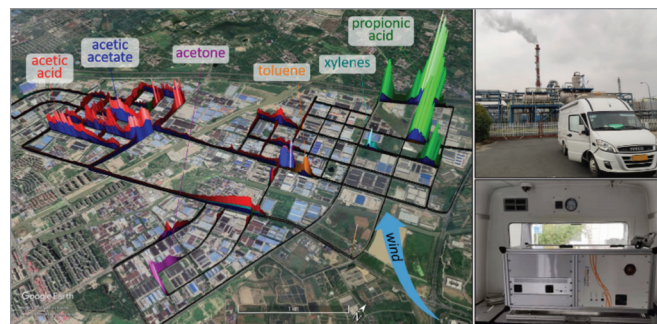 acetic
acid
acetic
acetate
acetone
toluene
xylenes
propionic
acid
wind
Google Earth
1 km
N